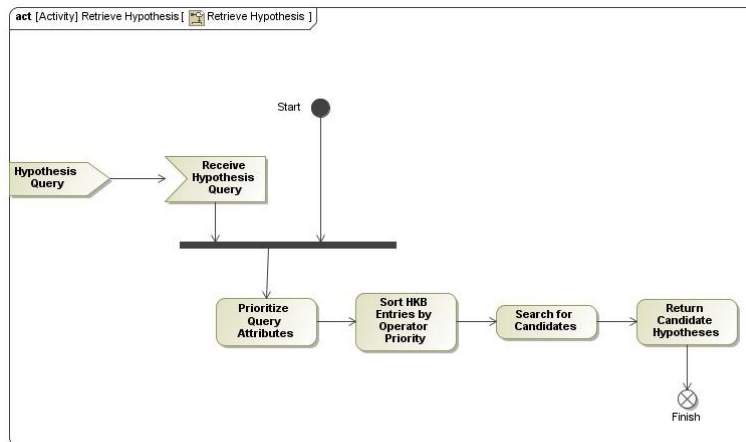 act [Activity] Retrieve Hypothesis [ Retrieve Hypothesis ]
Start
Hypothesis
Query
Receive
Hypothesis
Query
Prioritize
Query
Attributes
Sort HKB
Entries by
Operator
Priority
Search for
Candidates
Return
Candidate
Hypotheses
Finish